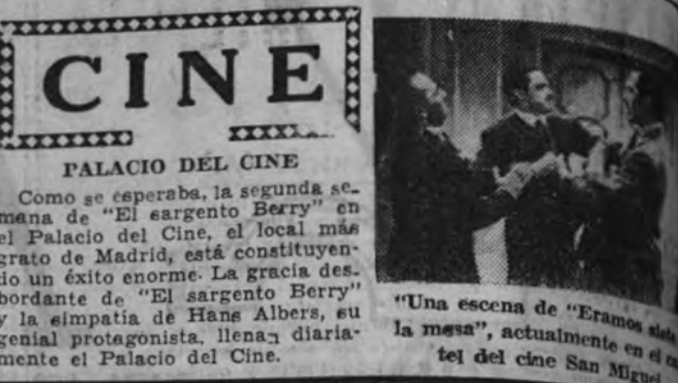 CINE
PALACIO DEL CINE
Como se esperaba, la segunda se-
mana de "El sargento Berry" en
el Palacio del Cine, el local más
grato de Madrid, está constituyen-
do un éxito enorme. La gracia des-
bordante de "El sargento Berry"
y la simpatía de Hans Albers, su
genial protagonista, llenan diaria-
mente el Palacio del Cine.
"Una escena de "Eramos siete
la mesa", actualmente en el
tel del cine San Miguel